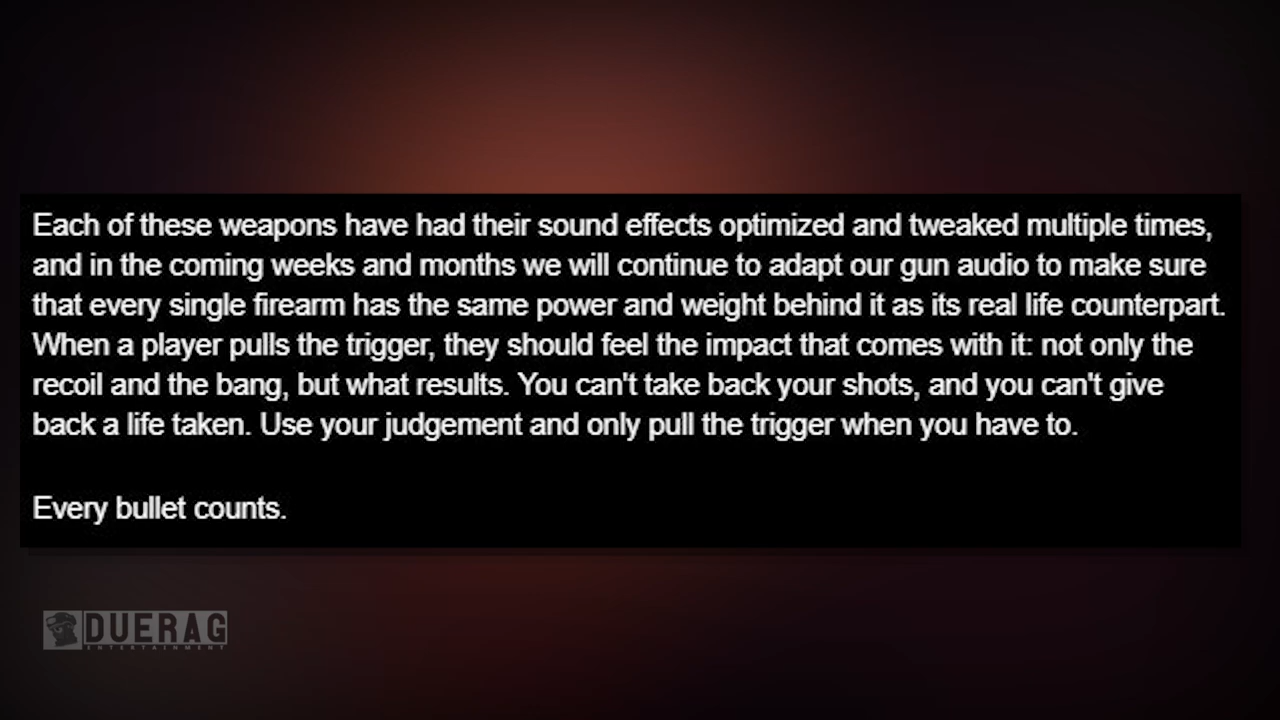 Each of these weapons have had their sound effects optimized and tweaked multiple times,
and in the coming weeks and months we will continue to adapt our gun audio to make sure
that every single firearm has the same power and weight behind it as its real life counterpart.
When a player pulls the trigger, they should feel the impact that comes with it: not only the
recoil and the bang, but what results. You can't take back your shots, and you can't give
back a life taken. Use your judgement and only pull the trigger when you have to.
Every bullet counts.
DUERAG
ENTERTAINMENT